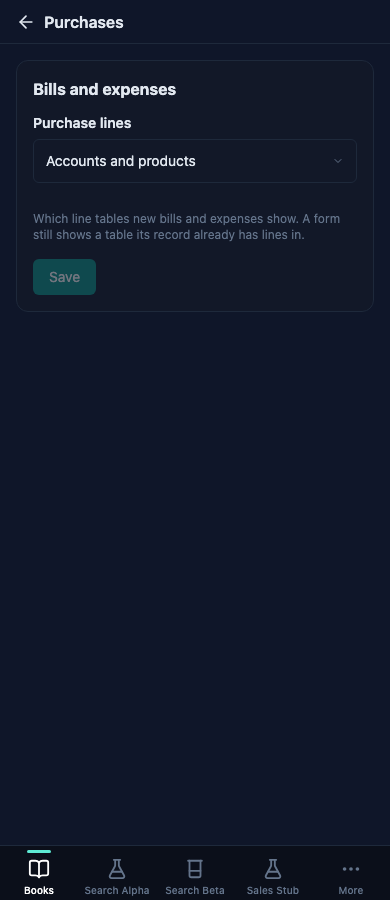 Purchases
Bills and expenses
Purchase lines
Accounts and products
Which line tables new bills and expenses show. A form
still shows a table its record already has lines in.
Save
Books
Search Alpha
Search Beta
Sales Stub
More